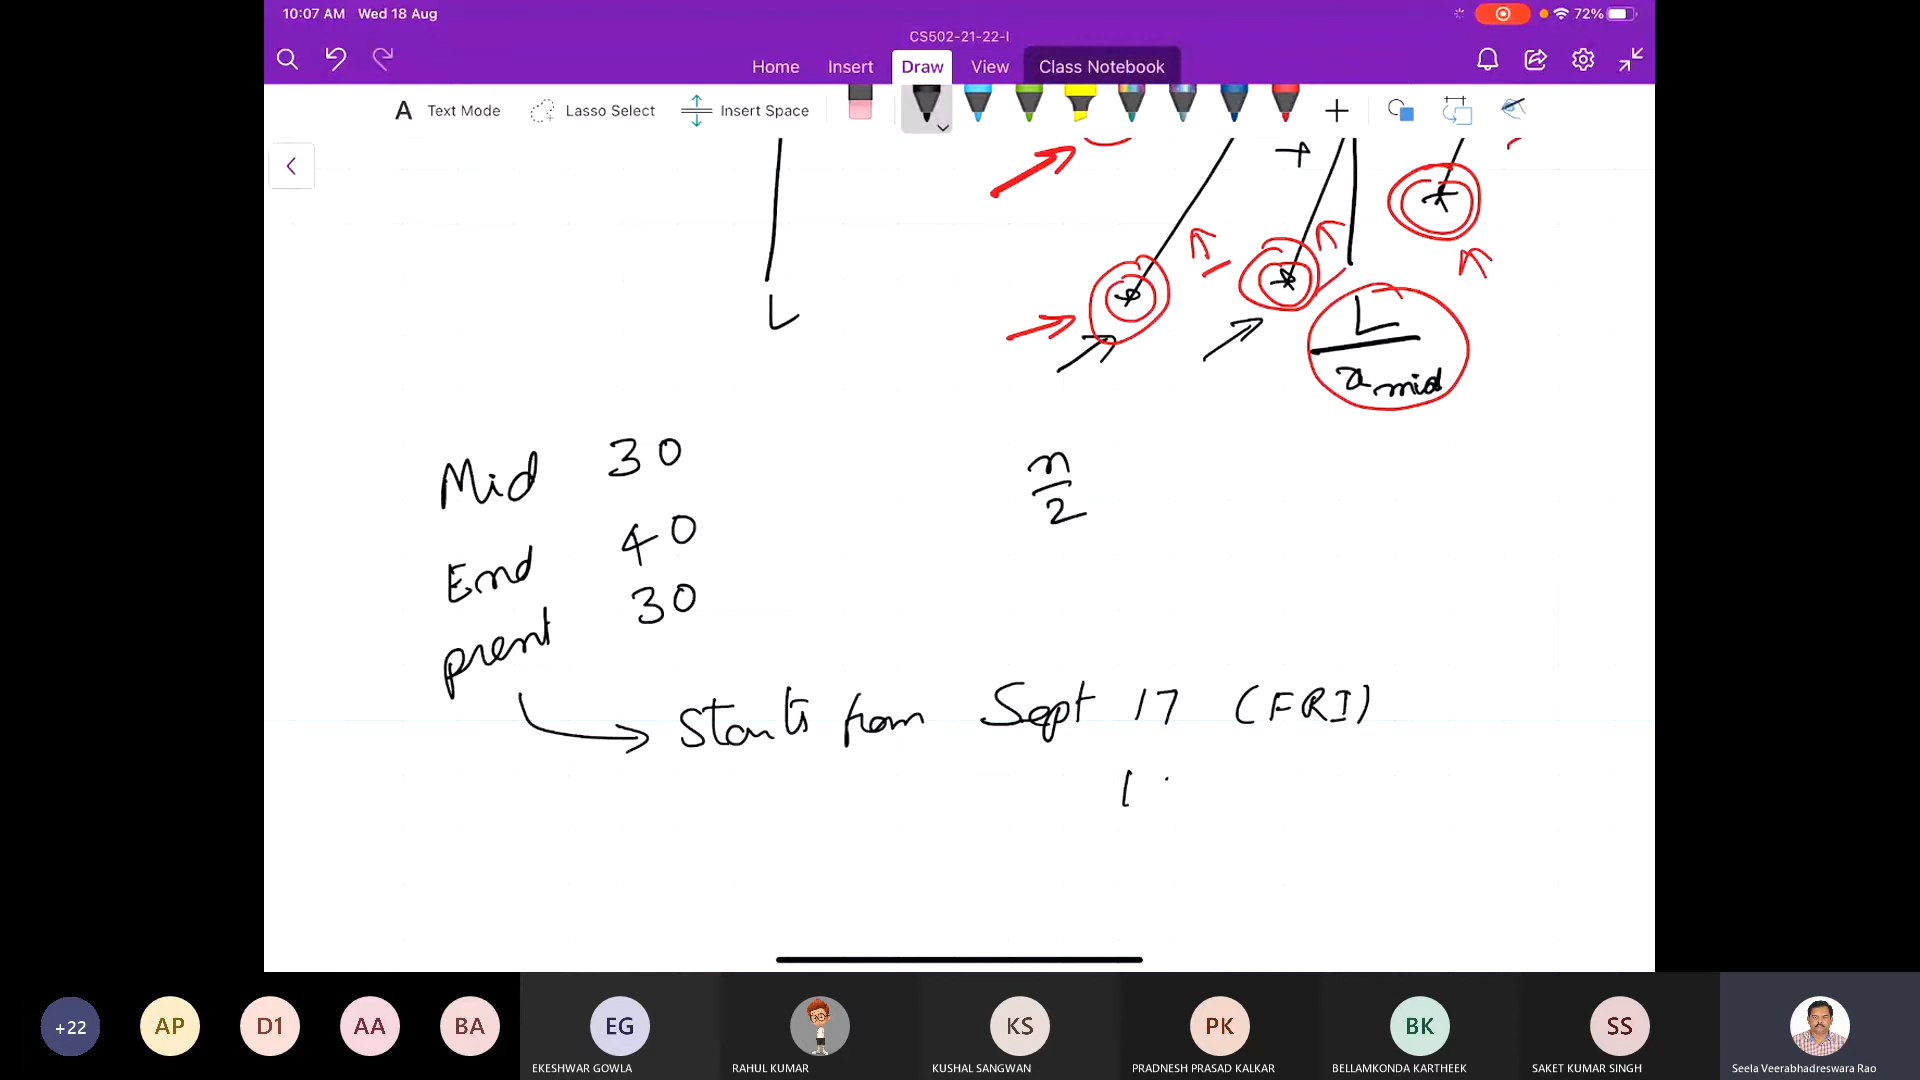 10:07 AM Wed 18 Aug
72%
CS502-21-22-I
Home Insert Draw View Class Notebook
A Text Mode Lasso Select Insert Space
L
L
x mid
Mid 30
n
2
End 40
present 30
Starts from Sept 17 (FRI)
+22 AP D1 AA BA EG KS PK BK SS
EKESHWAR GOWLA RAHUL KUMAR KUSHAL SANGWAN PRADNESH PRASAD KALKAR BELLAMKONDA KARTHEEK SAKET KUMAR SINGH Seela Veerabhadreswara Rao